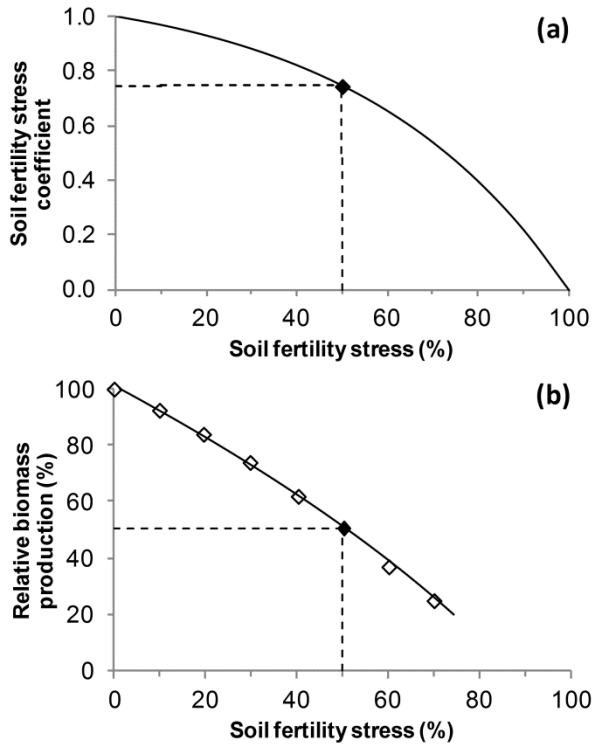 (a)
Soil fertility stress
coefficient
1.0
0.8
0.6
0.4
0.2
0.0
0 20 40 60 80 100
Soil fertility stress (%)
(b)
Relative biomass
production (%)
100
80
60
40
20
0
0 20 40 60 80 100
Soil fertility stress (%)